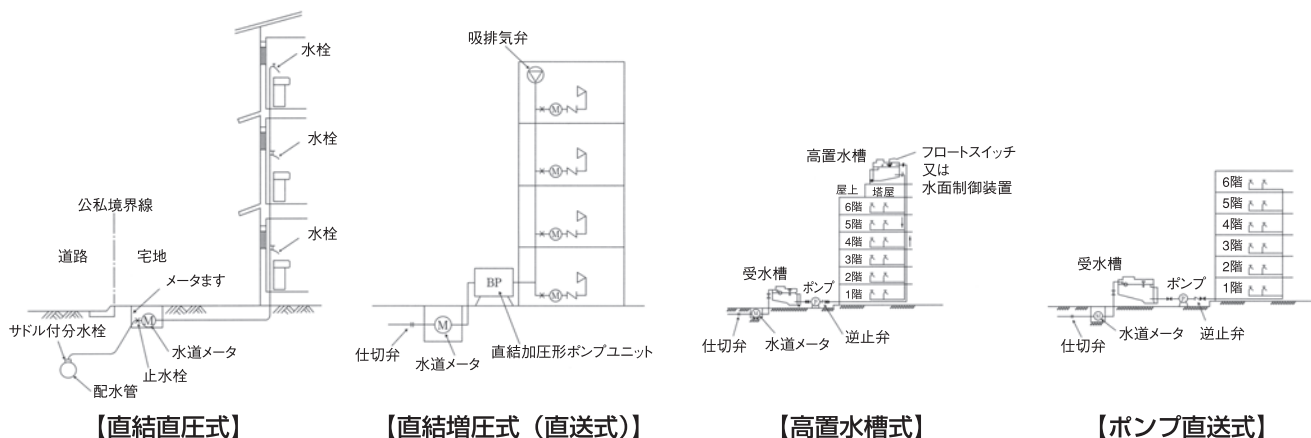 水栓
水栓
公私境界線
水栓
道路
宅地
メータます
サドル付分水栓
M
水道メータ
止水栓
配水管
【直結直圧式】
吸排気弁
M
M
M
M
BP
M
仕切弁
水道メータ
直結加圧形ポンプユニット
【直結増圧式（直送式）】
高置水槽
フロートスイッチ
又は
水面制御装置
屋上
塔屋
6階
5階
4階
3階
2階
1階
受水槽
ポンプ
P
M
仕切弁
水道メータ
逆止弁
【高置水槽式】
6階
5階
4階
3階
2階
1階
受水槽
ポンプ
P
M
仕切弁
水道メータ
逆止弁
【ポンプ直送式】